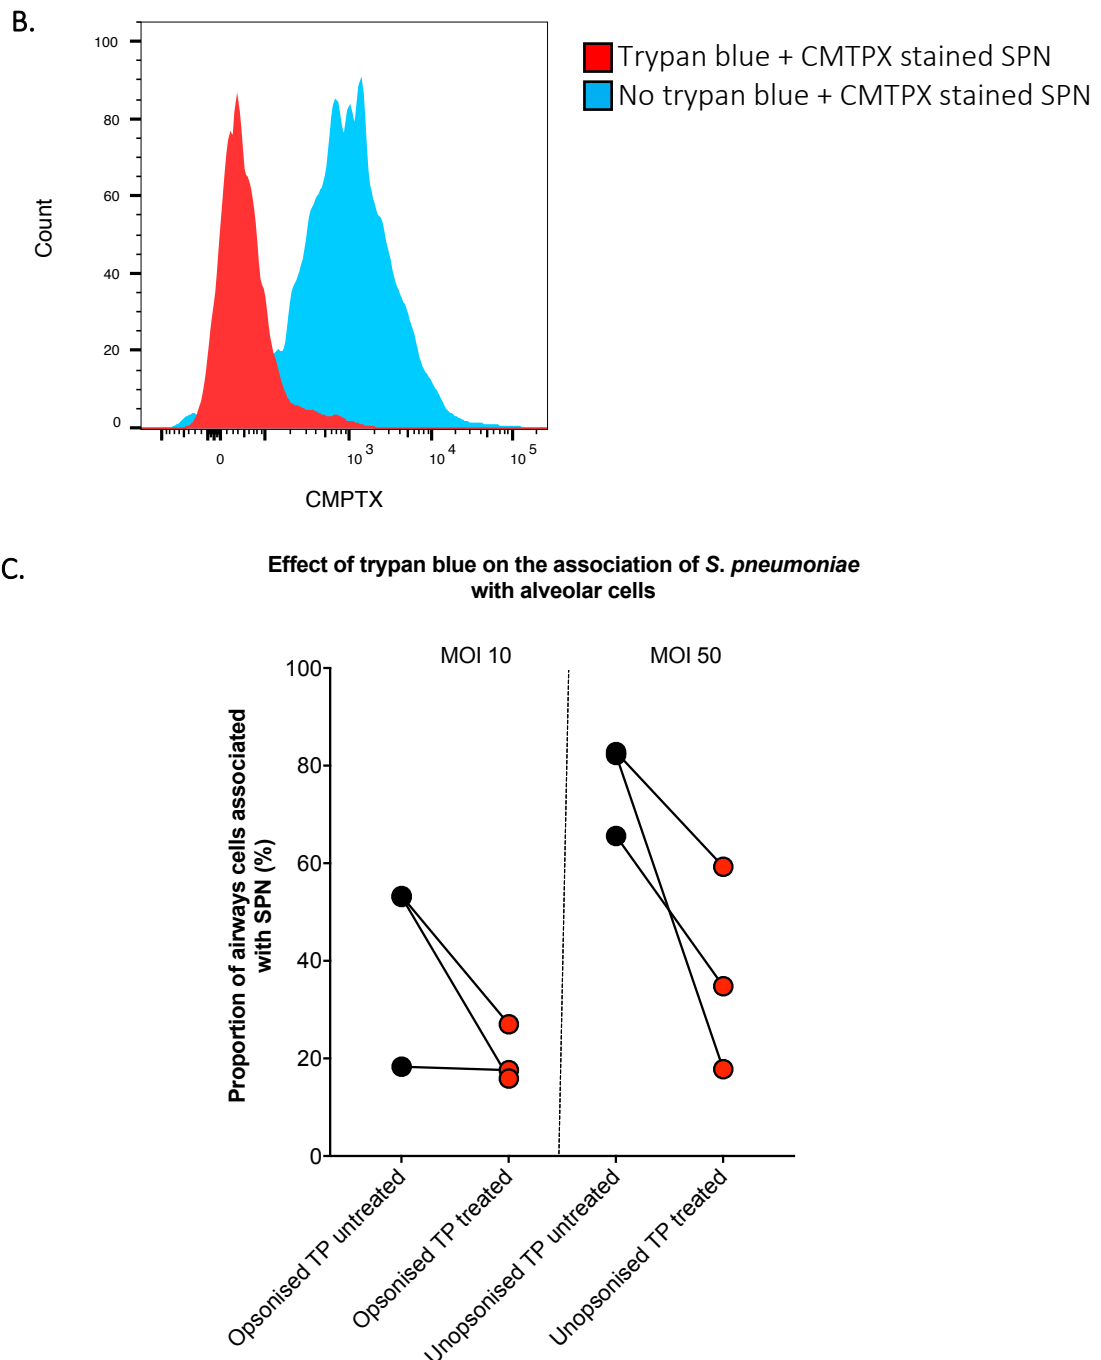 B.
Trypan blue + CMTPX stained SPN
No trypan blue + CMTPX stained SPN
100
80
60
40
20
0
Count
0
10 3
10 4
10 5
CMPTX
C.
Effect of trypan blue on the association of S. pneumoniae
with alveolar cells
MOI 10
MOI 50
100
80
60
40
20
0
Proportion of airways cells associated
with SPN (%)
Opsonised TP untreated
Opsonised TP treated
Unopsonised TP untreated
Unopsonised TP treated